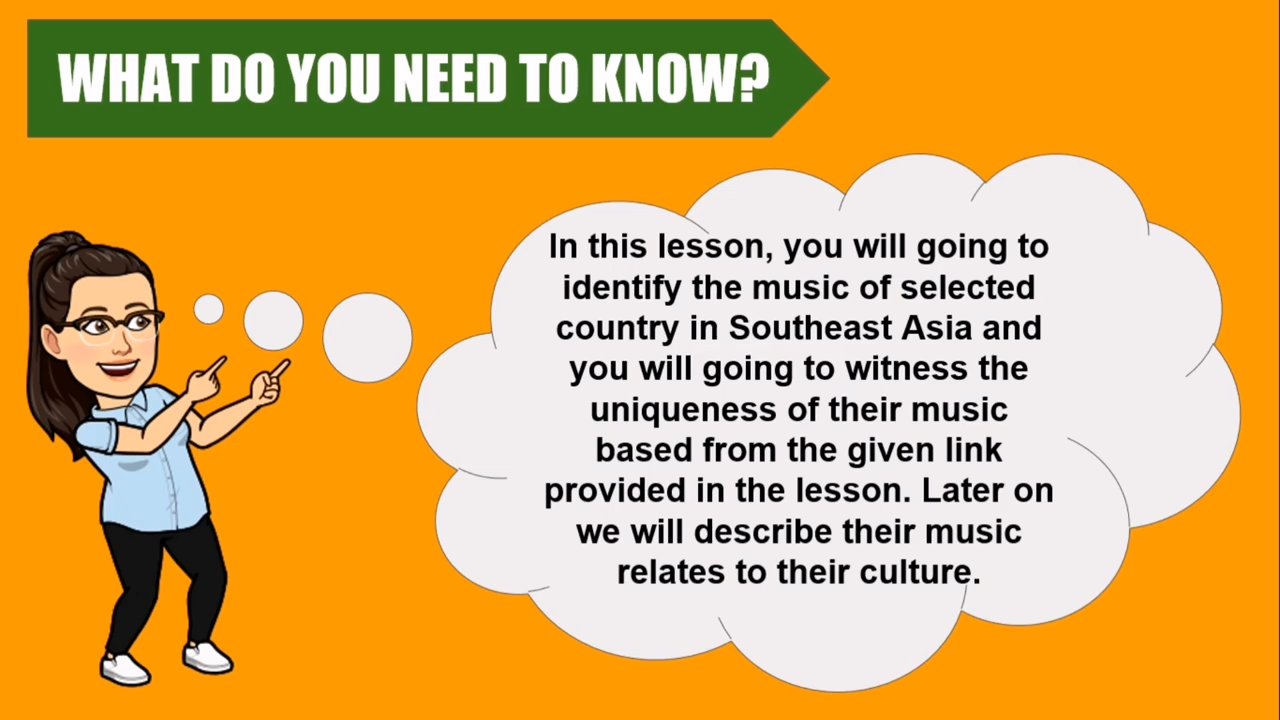 WHAT DO YOU NEED TO KNOW?
In this lesson, you will going to
identify the music of selected
country in Southeast Asia and
you will going to witness the
uniqueness of their music
based from the given link
provided in the lesson. Later on
we will describe their music
relates to their culture.